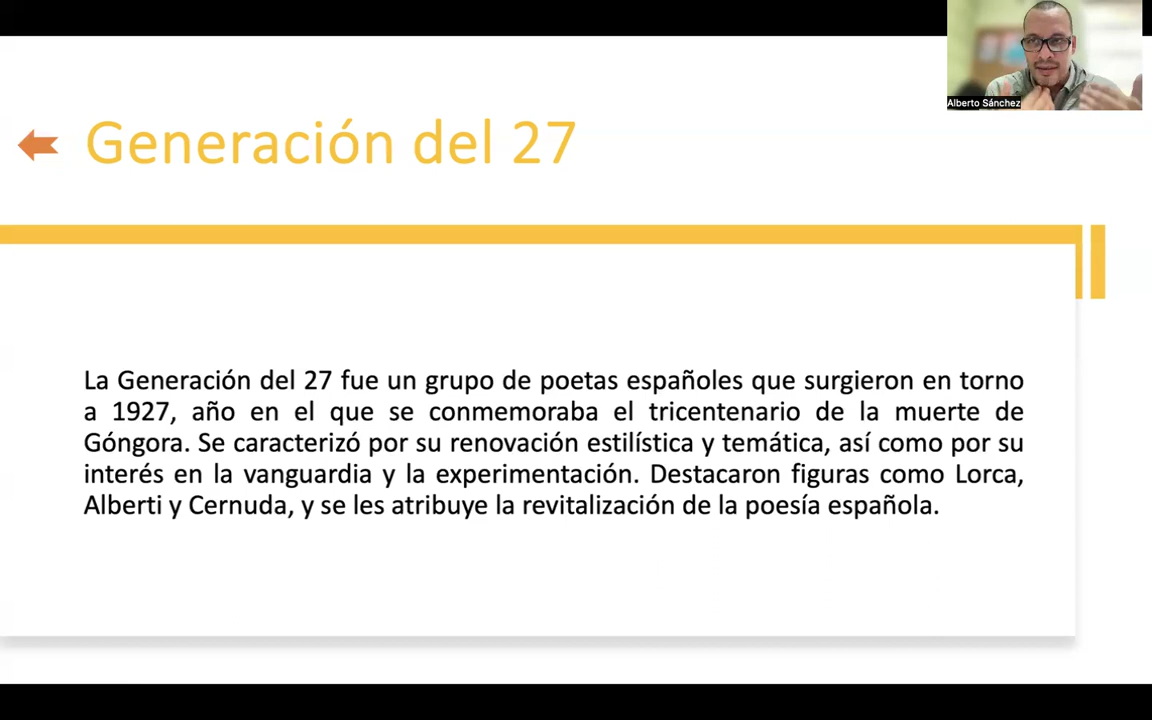 Alberto Sánchez
Generación del 27
La Generación del 27 fue un grupo de poetas españoles que surgieron en torno
a 1927, año en el que se conmemoraba el tricentenario de la muerte de
Góngora. Se caracterizó por su renovación estilística y temática, así como por su
interés en la vanguardia y la experimentación. Destacaron figuras como Lorca,
Alberti y Cernuda, y se les atribuye la revitalización de la poesía española.